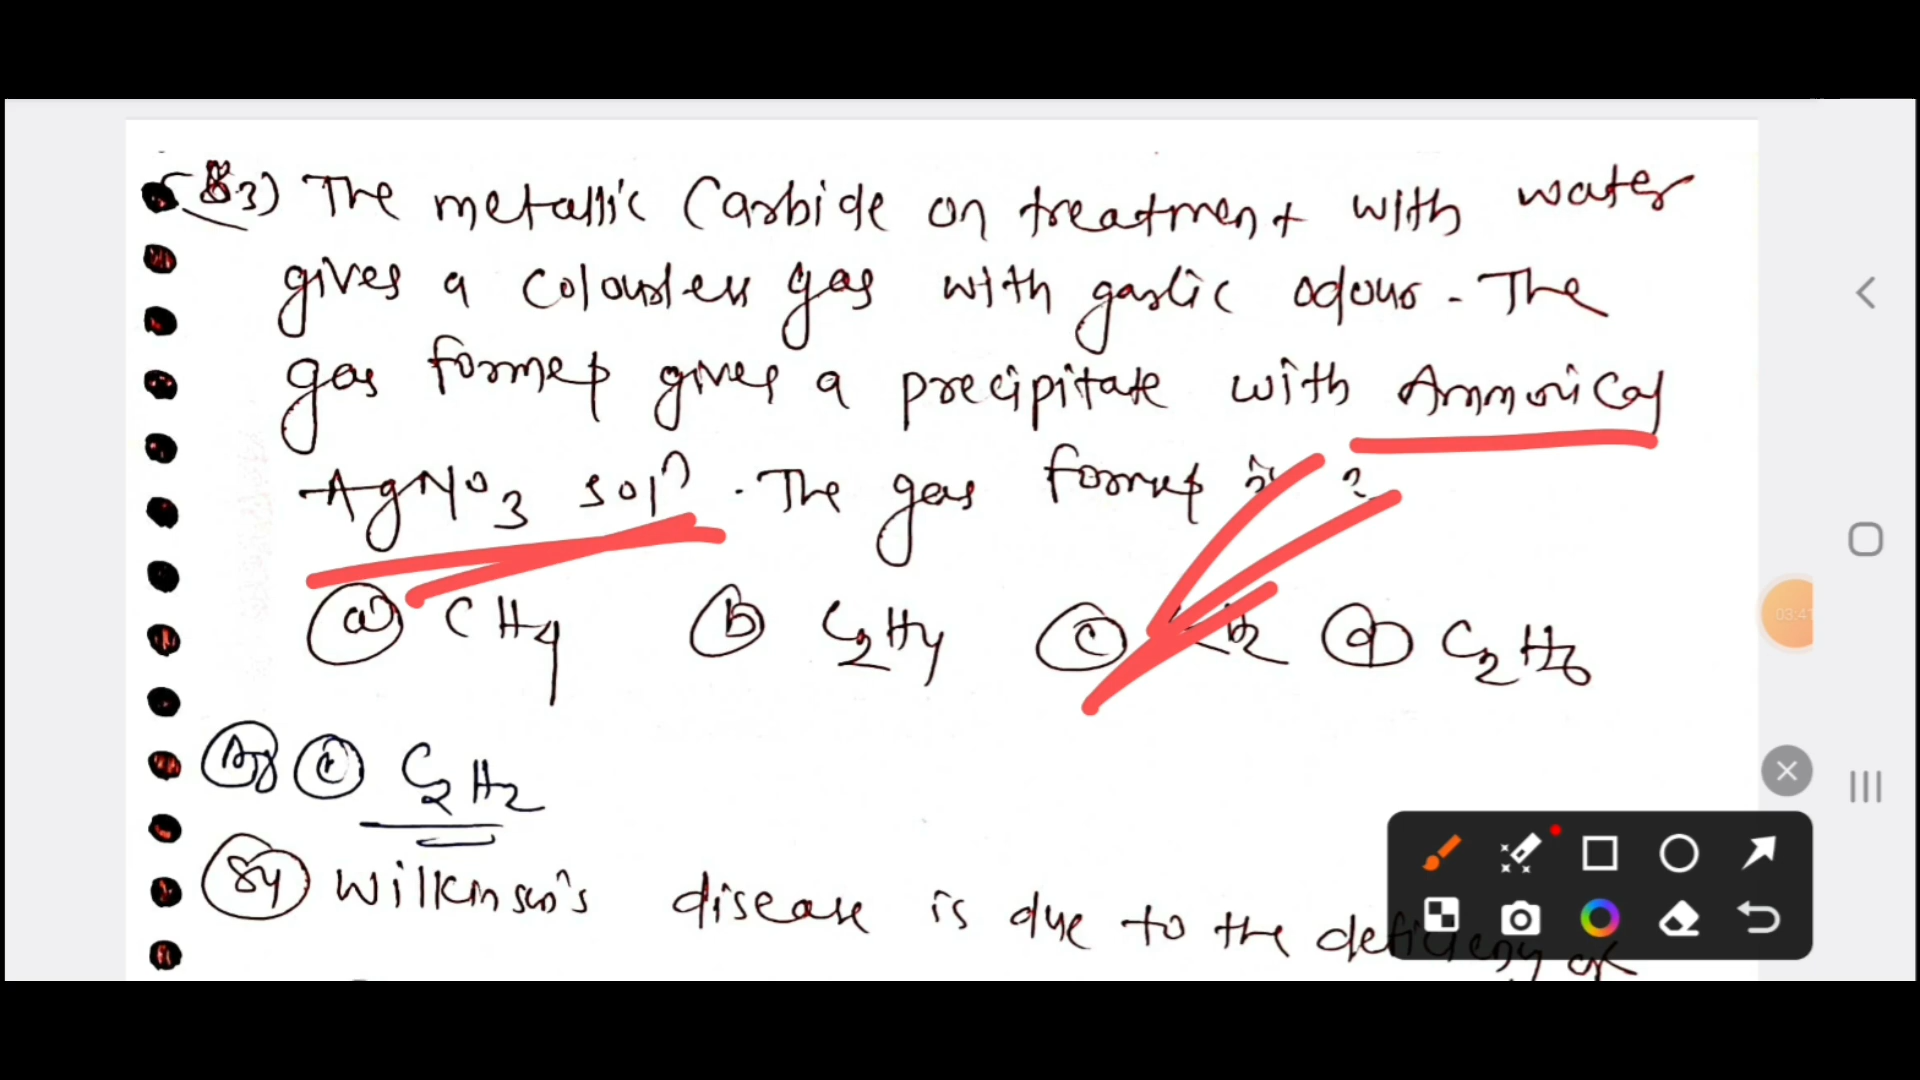 83) The metallic Carbide on treatment with water
gives a colourless gas with garlic odour. The
gas formed gives a precipitate with Ammonical
AgNO3 solⁿ. The gas formed is ?
(a) CH4 (b) C2H4 (c) C2H2 (d) C2H6
Ans (c) C2H2
84) Wilkinson's disease is due to the deficiency of
03:41